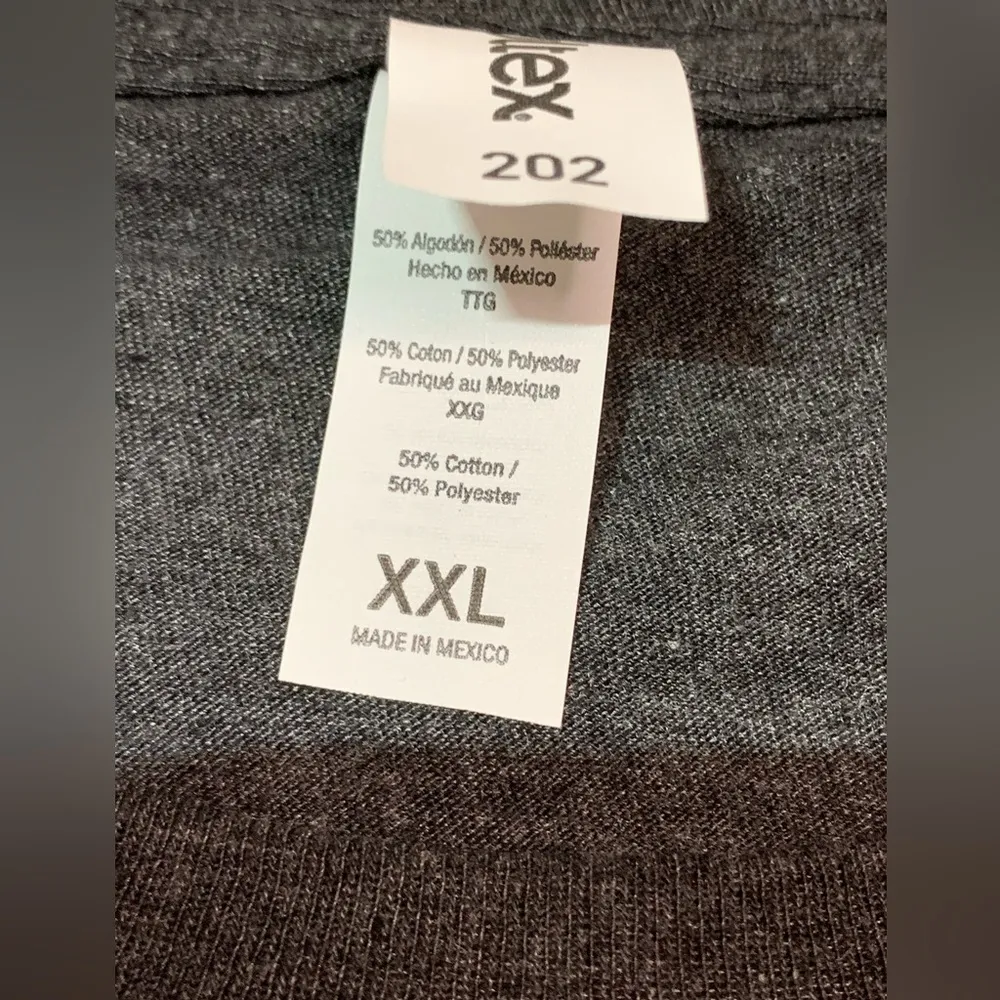 ltex®
202
50% Algodón / 50% Poliéster
Hecho en México
TTG
50% Coton / 50% Polyester
Fabriqué au Mexique
XXG
50% Cotton /
50% Polyester
XXL
MADE IN MEXICO